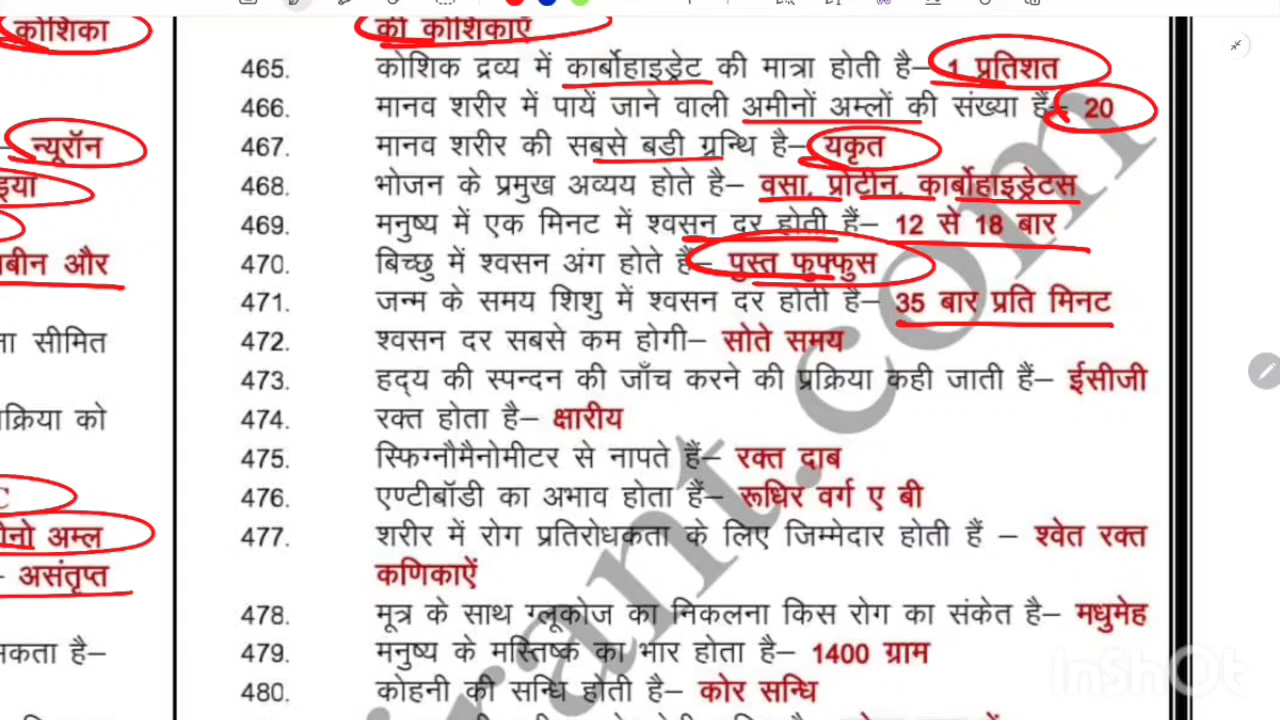 कोशिका
न्यूरॉन
इया
बीन और
ना सीमित
क्रिया को
C
ीनो अम्ल
- असंतृप्त
सकता है–
की कोशिकाएँ
465. कोशिक द्रव्य में कार्बोहाइड्रेट की मात्रा होती है– 1 प्रतिशत
466. मानव शरीर में पायें जाने वाली अमीनों अम्लों की संख्या हैं– 20
467. मानव शरीर की सबसे बडी ग्रन्थि है– यकृत
468. भोजन के प्रमुख अव्यय होते है– वसा, प्रोटीन, कार्बोहाइड्रेटस
469. मनुष्य में एक मिनट में श्वसन दर होती हैं– 12 से 18 बार
470. बिच्छु में श्वसन अंग होते हैं– पुस्त फुफ्फुस
471. जन्म के समय शिशु में श्वसन दर होती है– 35 बार प्रति मिनट
472. श्वसन दर सबसे कम होगी– सोते समय
473. हद्य की स्पन्दन की जाँच करने की प्रक्रिया कही जाती हैं– ईसीजी
474. रक्त होता है– क्षारीय
475. स्फिग्नौमैनोमीटर से नापते हैं– रक्त दाब
476. एण्टीबॉडी का अभाव होता हैं– रूधिर वर्ग ए बी
477. शरीर में रोग प्रतिरोधकता के लिए जिम्मेदार होती हैं – श्वेत रक्त
कणिकाऐं
478. मूत्र के साथ ग्लूकोज का निकलना किस रोग का संकेत है– मधुमेह
479. मनुष्य के मस्तिष्क का भार होता है– 1400 ग्राम
480. कोहनी की सन्धि होती है– कोर सन्धि
irant.com
InShOt